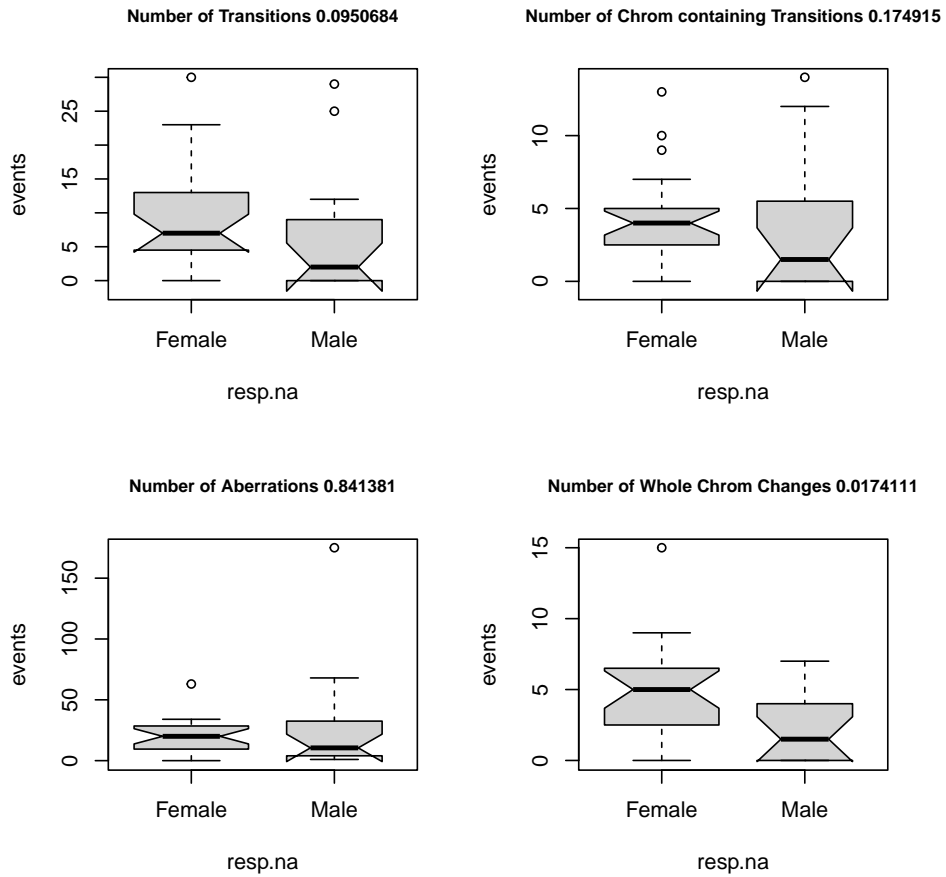 Number of Transitions 0.0950684
events
25
15
5
0
Female
Male
resp.na
Number of Chrom containing Transitions 0.174915
events
10
5
0
Female
Male
resp.na
Number of Aberrations 0.841381
events
150
100
50
0
Female
Male
resp.na
Number of Whole Chrom Changes 0.0174111
events
15
10
5
0
Female
Male
resp.na